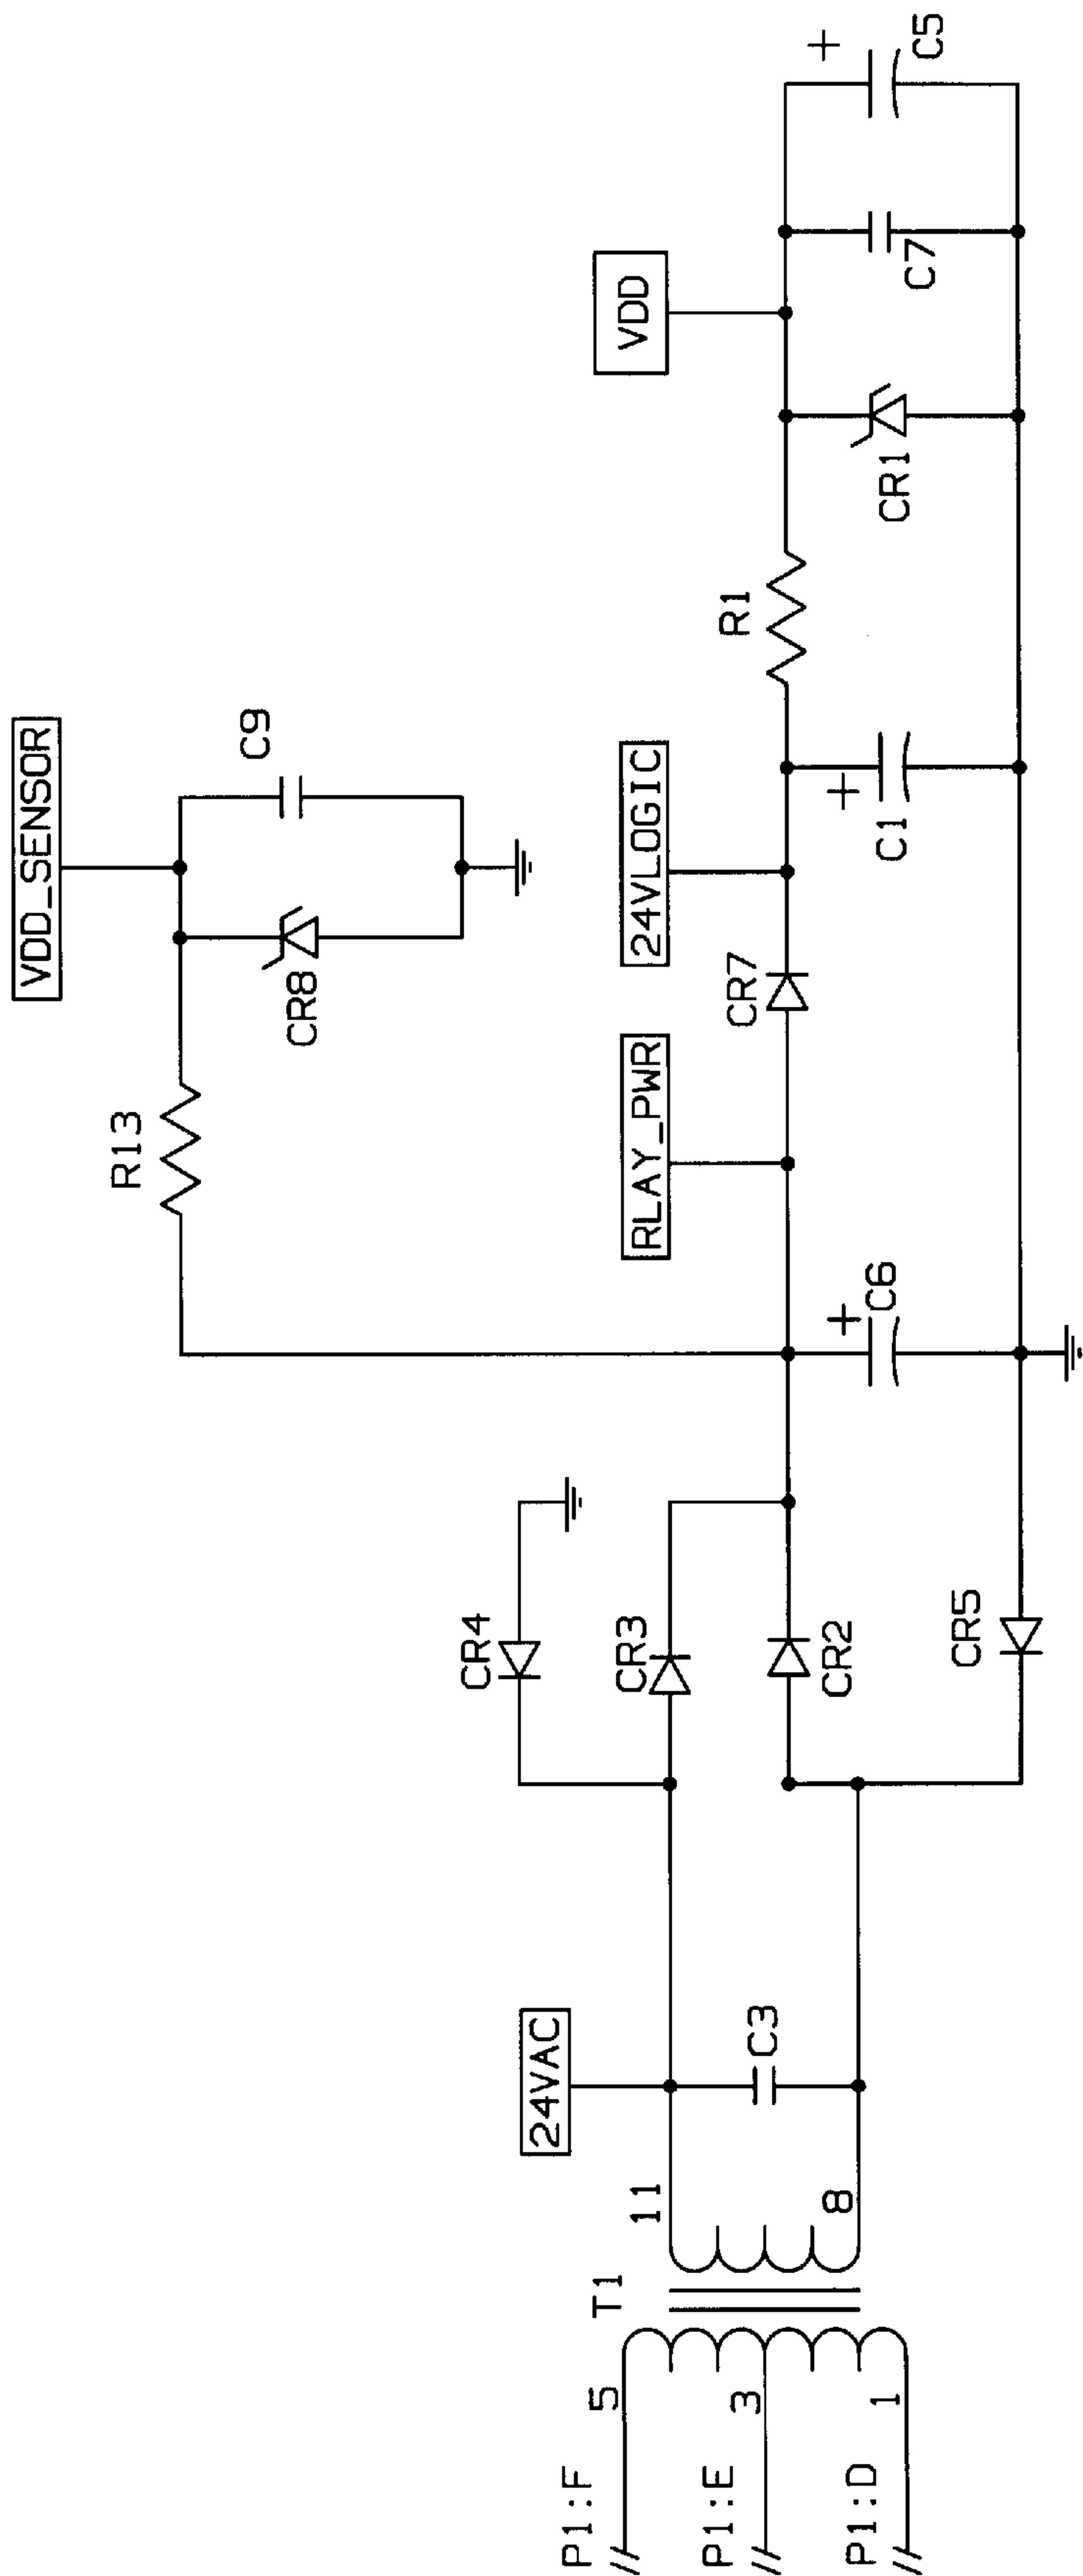 VDD_SENSOR
R13
C9
CR8
VDD
24VLOGIC
RLAY_PWR
R1
C5
C7
CR1
C1
CR7
C6
CR4
CR3
CR2
CR5
24VAC
C3
11
8
T1
5
3
1
P1:F
P1:E
P1:D
+
+
+